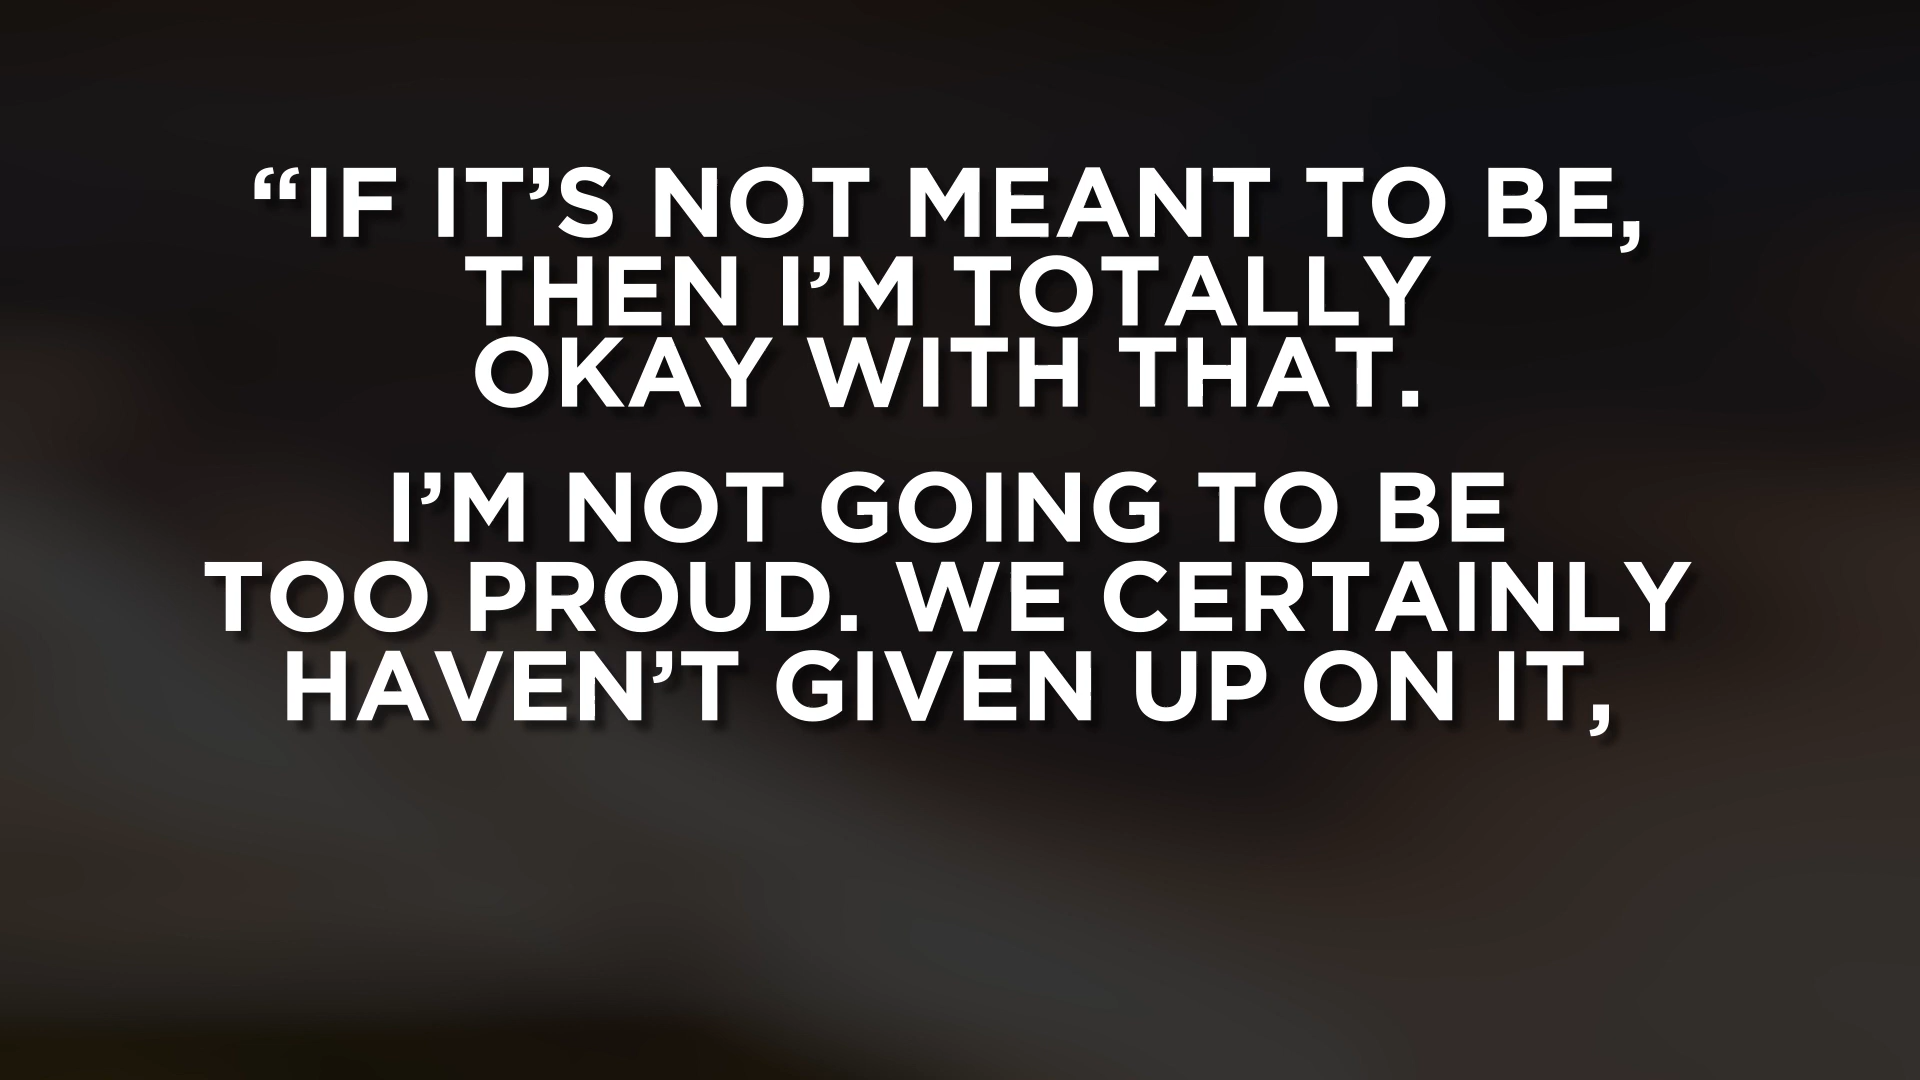 “IF IT’S NOT MEANT TO BE,
THEN I’M TOTALLY
OKAY WITH THAT.
I’M NOT GOING TO BE
TOO PROUD. WE CERTAINLY
HAVEN’T GIVEN UP ON IT,